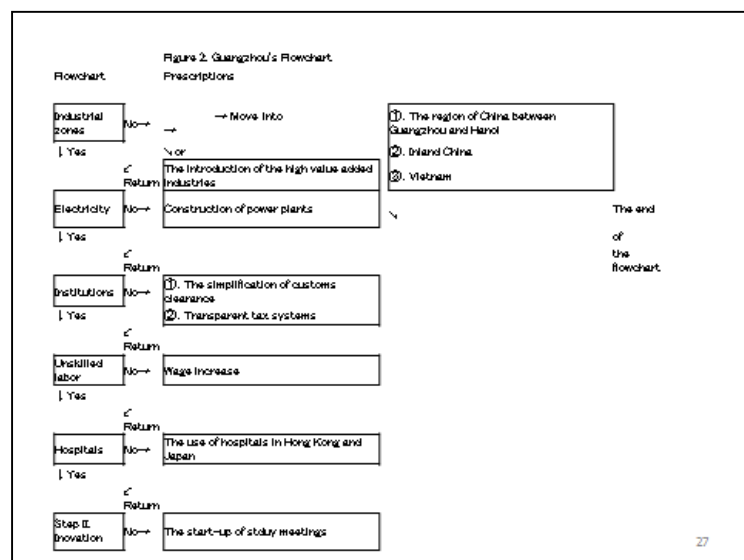 Figure 2. Guangzhou's Flowchart
Flowchart Prescriptions
Industrial zones No→ → Move into
→
↘ or
①. The region of China between Guangzhou and Hanoi
②. Inland China
③. Vietnam
↓ Yes
↙
Return
The introduction of the high value added industries
Electricity No→ Construction of power plants
↘ The end
of
the
flowchart
↓ Yes
↙
Return
Institutions No→
①. The simplification of customs clearance
②. Transparent tax systems
↓ Yes
↙
Return
Unskilled labor No→ Wage increase
↓ Yes
↙
Return
Hospitals No→ The use of hospitals in Hong Kong and Japan
↓ Yes
↙
Return
Step II. Inovation No→ The start-up of stduy meetings
27